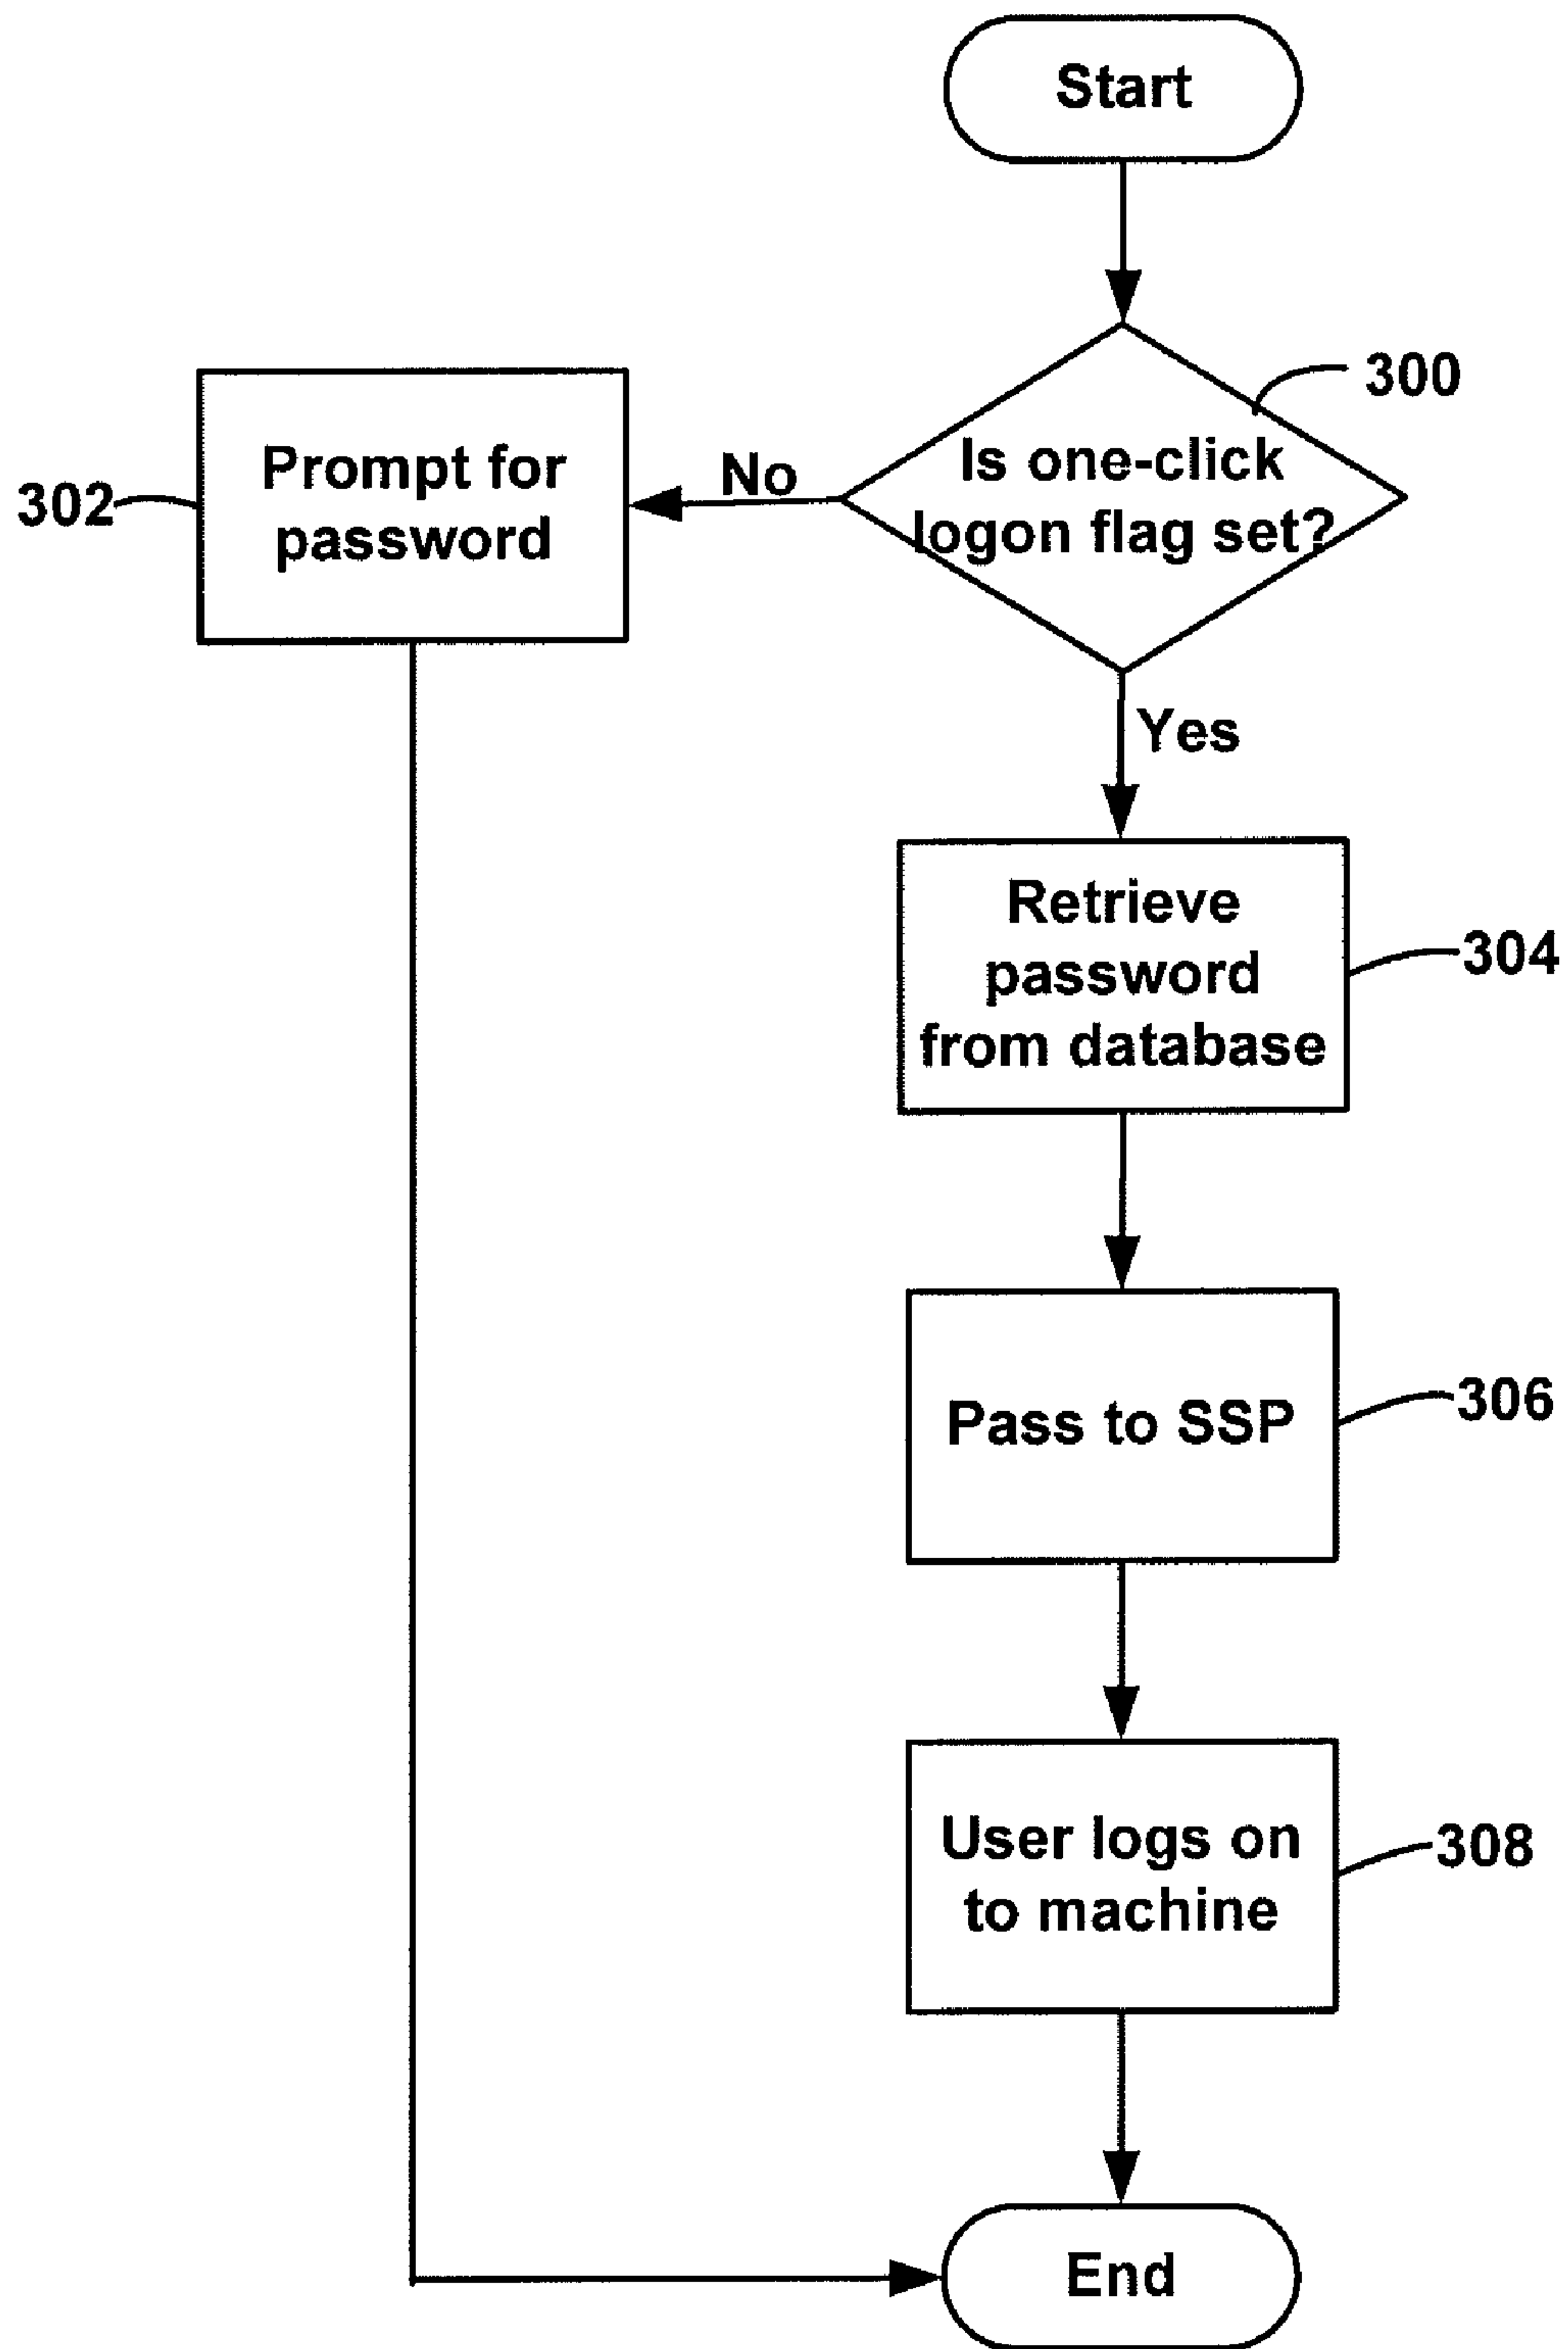 Start
300
Is one-click
logon flag set?
No
Prompt for
password
302
Yes
Retrieve
password
from database
304
Pass to SSP
306
User logs on
to machine
308
End